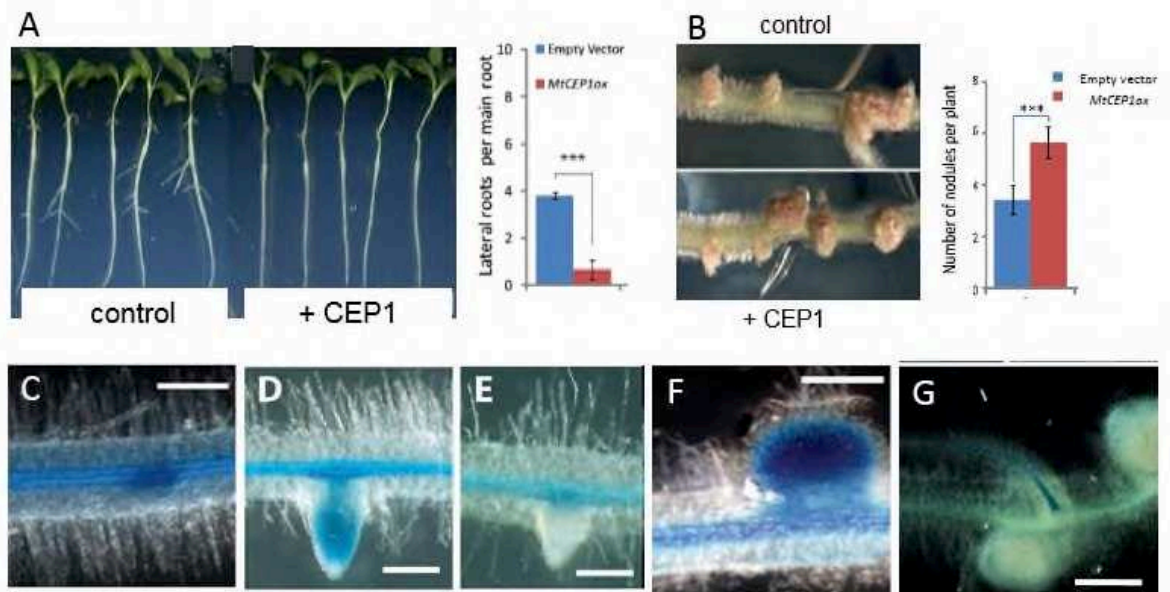 A
control
+ CEP1
Lateral roots per main root
10
8
6
4
2
0
Empty Vector
MtCEP1ox
***
B
control
+ CEP1
Number of nodules per plant
8
6
4
2
0
Empty vector
MtCEP1ox
***
C
D
E
F
G